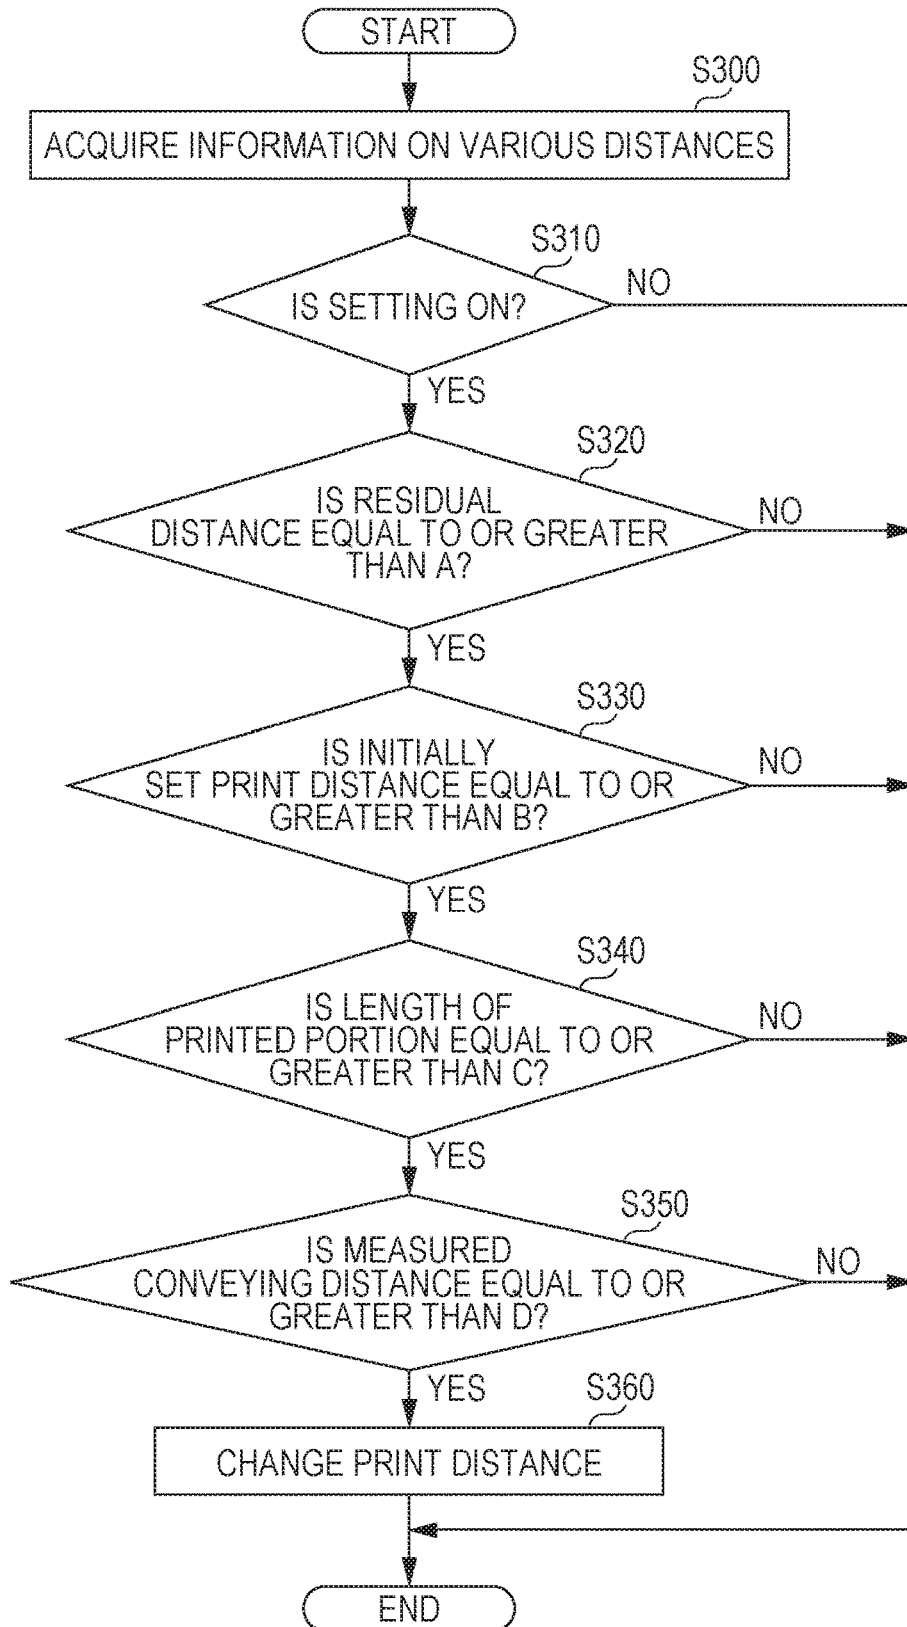 START
S300
ACQUIRE INFORMATION ON VARIOUS DISTANCES
S310
IS SETTING ON?
NO
YES
S320
IS RESIDUAL
DISTANCE EQUAL TO OR GREATER
THAN A?
NO
YES
S330
IS INITIALLY
SET PRINT DISTANCE EQUAL TO OR
GREATER THAN B?
NO
YES
S340
IS LENGTH OF
PRINTED PORTION EQUAL TO OR
GREATER THAN C?
NO
YES
S350
IS MEASURED
CONVEYING DISTANCE EQUAL TO OR
GREATER THAN D?
NO
YES
S360
CHANGE PRINT DISTANCE
END